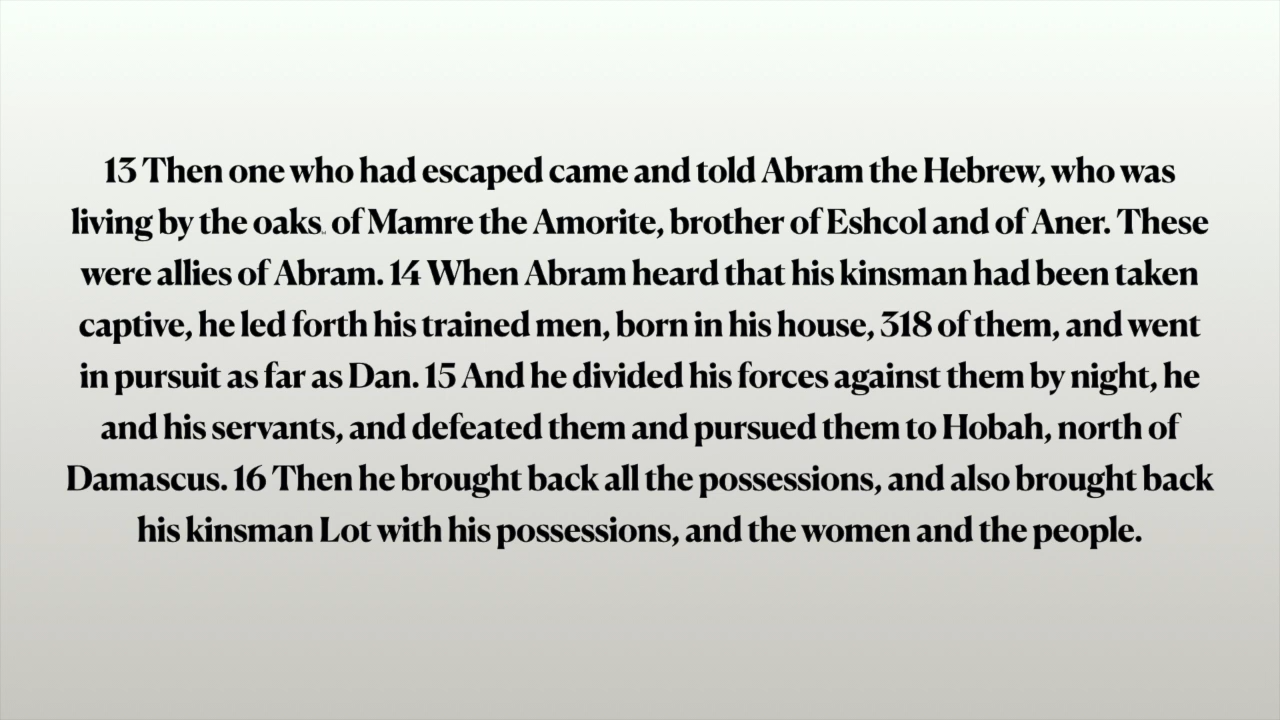 13 Then one who had escaped came and told Abram the Hebrew, who was
living by the oaks of Mamre the Amorite, brother of Eshcol and of Aner. These
were allies of Abram. 14 When Abram heard that his kinsman had been taken
captive, he led forth his trained men, born in his house, 318 of them, and went
in pursuit as far as Dan. 15 And he divided his forces against them by night, he
and his servants, and defeated them and pursued them to Hobah, north of
Damascus. 16 Then he brought back all the possessions, and also brought back
his kinsman Lot with his possessions, and the women and the people.